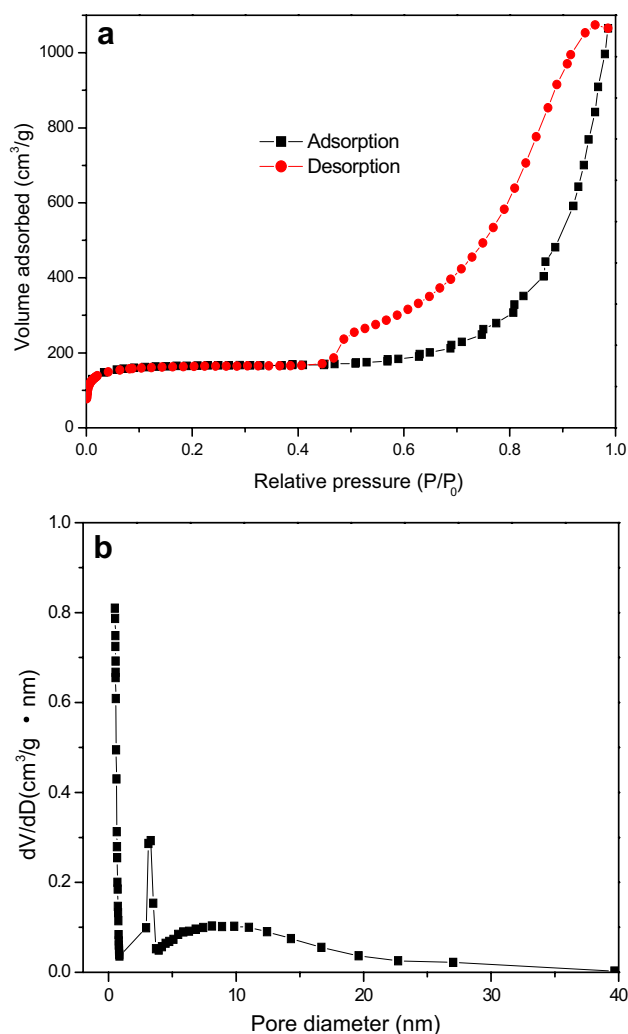 a
1000
800
600
400
200
0
Volume adsorbed (cm³/g)
Adsorption
Desorption
0.0 0.2 0.4 0.6 0.8 1.0
Relative pressure (P/P₀)
b
1.0
0.8
0.6
0.4
0.2
0.0
dV/dD(cm³/g • nm)
0 10 20 30 40
Pore diameter (nm)